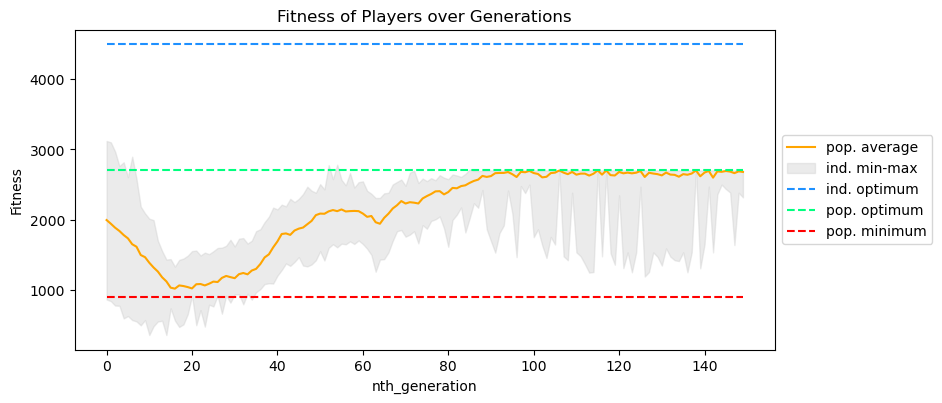 Fitness of Players over Generations
Fitness
4000
3000
2000
1000
0
20
40
60
80
100
120
140
nth_generation
pop. average
ind. min-max
ind. optimum
pop. optimum
pop. minimum